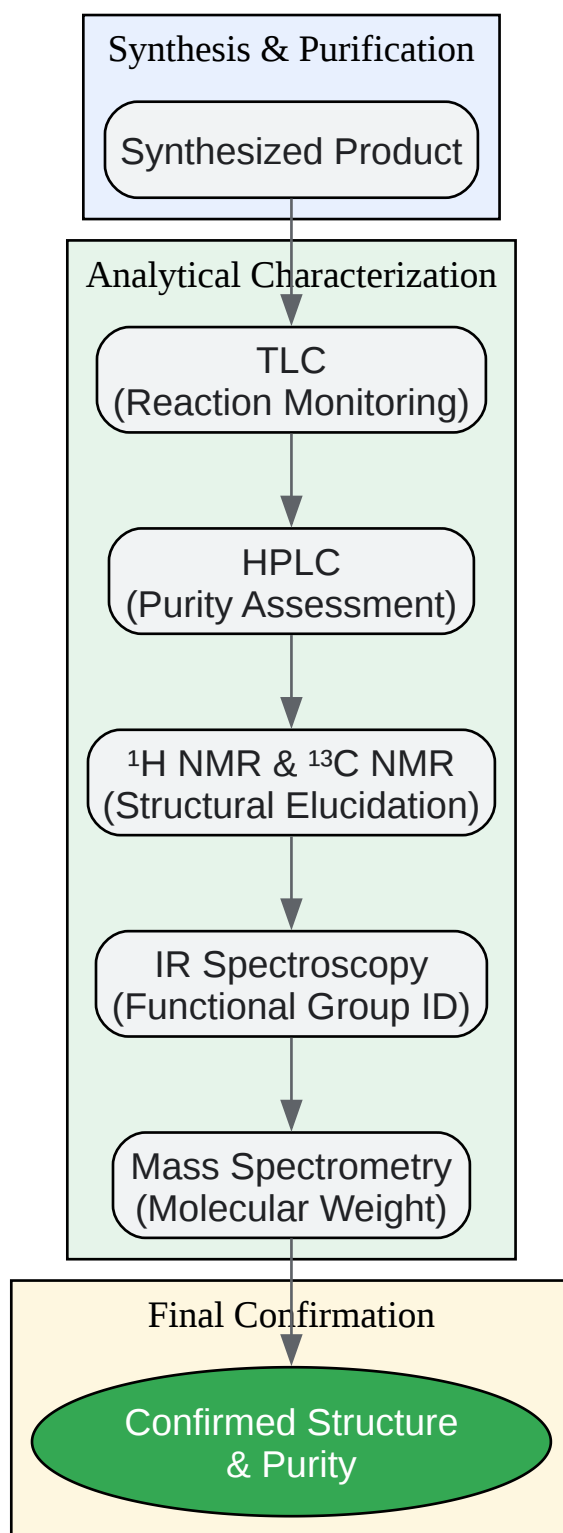 Synthesis & Purification
Synthesized Product
Analytical Characterization
TLC
(Reaction Monitoring)
HPLC
(Purity Assessment)
¹H NMR & ¹³C NMR
(Structural Elucidation)
IR Spectroscopy
(Functional Group ID)
Mass Spectrometry
(Molecular Weight)
Final Confirmation
Confirmed Structure
& Purity